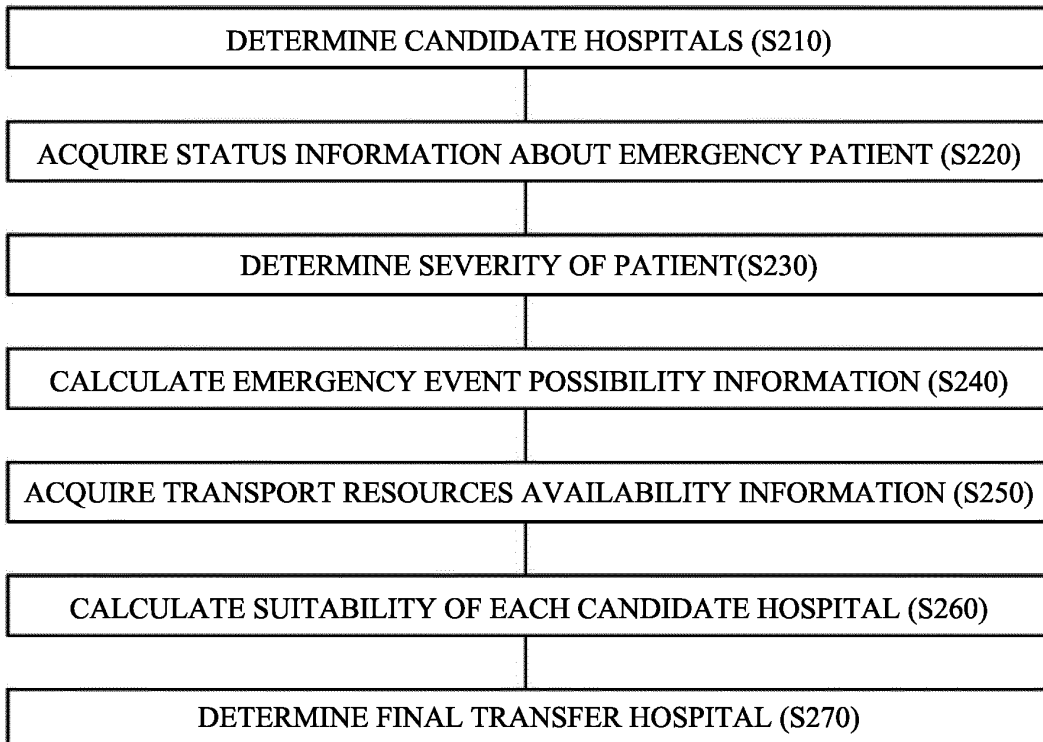 DETERMINE CANDIDATE HOSPITALS (S210)
ACQUIRE STATUS INFORMATION ABOUT EMERGENCY PATIENT (S220)
DETERMINE SEVERITY OF PATIENT(S230)
CALCULATE EMERGENCY EVENT POSSIBILITY INFORMATION (S240)
ACQUIRE TRANSPORT RESOURCES AVAILABILITY INFORMATION (S250)
CALCULATE SUITABILITY OF EACH CANDIDATE HOSPITAL (S260)
DETERMINE FINAL TRANSFER HOSPITAL (S270)